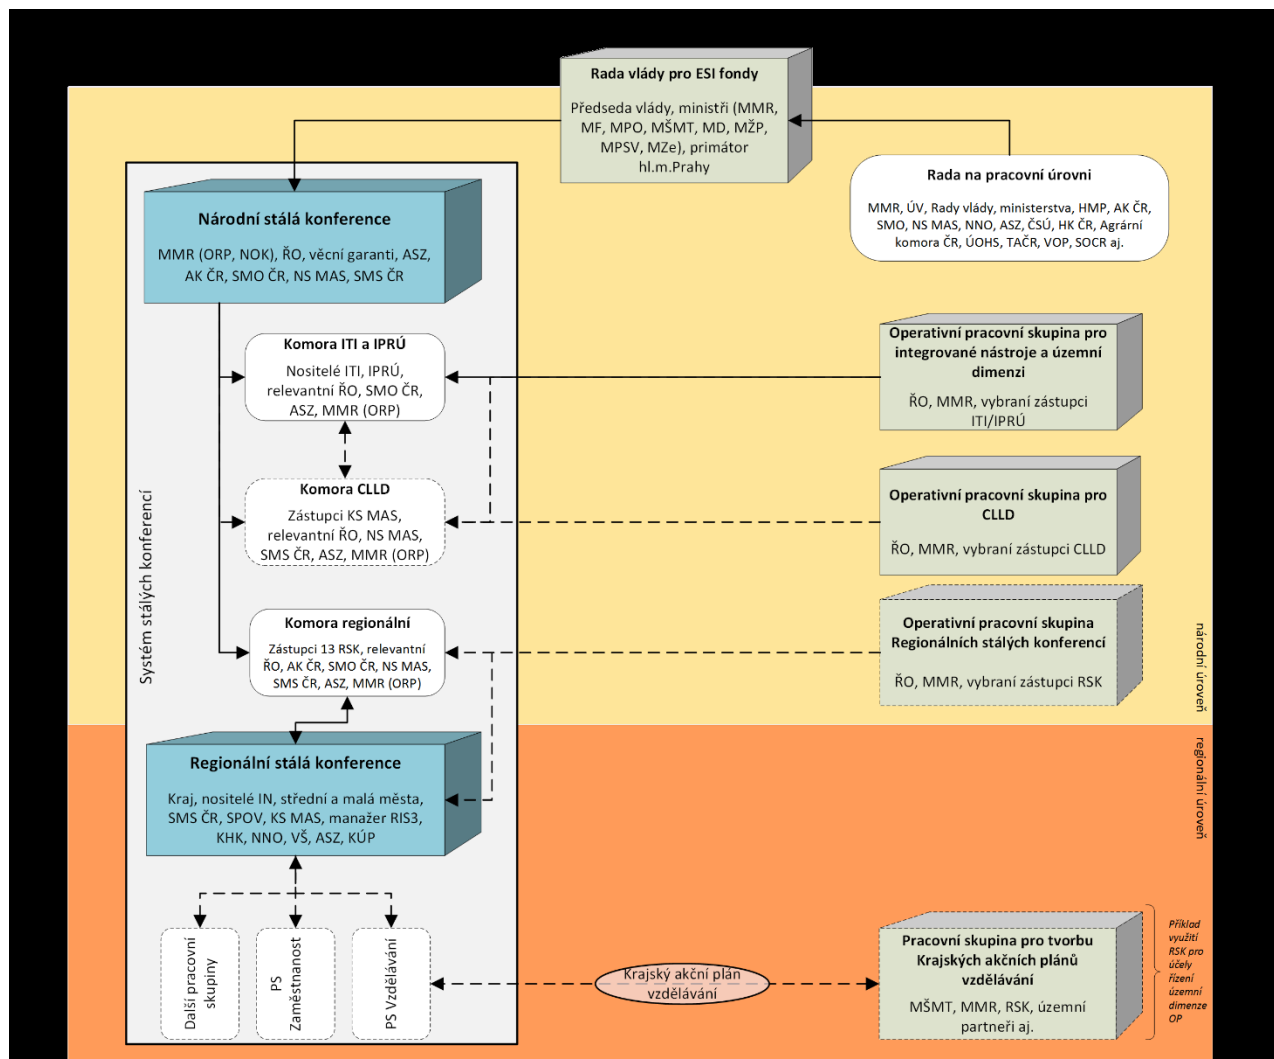 Rada vlády pro ESI fondy
Předseda vlády, ministři (MMR,
MF, MPO, MŠMT, MD, MŽP,
MPSV, MZe), primátor
hl.m.Prahy
Rada na pracovní úrovni
MMR, ÚV, Rady vlády, ministerstva, HMP, AK ČR,
SMO, NS MAS, NNO, ASZ, ČSÚ, HK ČR, Agrární
komora ČR, ÚOHS, TAČR, VOP, SOCR aj.
Systém stálých konferencí
Národní stálá konference
MMR (ORP, NOK), ŘO, věcní garanti, ASZ,
AK ČR, SMO ČR, NS MAS, SMS ČR
Komora ITI a IPRÚ
Nositelé ITI, IPRÚ,
relevantní ŘO, SMO ČR,
ASZ, MMR (ORP)
Operativní pracovní skupina pro
integrované nástroje a územní
dimenzi
ŘO, MMR, vybraní zástupci
ITI/IPRÚ
Komora CLLD
Zástupci KS MAS,
relevantní ŘO, NS MAS,
SMS ČR, ASZ, MMR (ORP)
Operativní pracovní skupina pro
CLLD
ŘO, MMR, vybraní zástupci CLLD
Komora regionální
Zástupci 13 RSK, relevantní
ŘO, AK ČR, SMO ČR, NS MAS,
SMS ČR, ASZ, MMR (ORP)
Operativní pracovní skupina
Regionálních stálých konferencí
ŘO, MMR, vybraní zástupci RSK
národní úroveň
regionální úroveň
Regionální stálá konference
Kraj, nositelé IN, střední a malá města,
SMS ČR, SPOV, KS MAS, manažer RIS3,
KHK, NNO, VŠ, ASZ, KÚP
Další pracovní
skupiny
PS
Zaměstnanost
PS Vzdělávání
Krajský akční plán
vzdělávání
Pracovní skupina pro tvorbu
Krajských akčních plánů
vzdělávání
MŠMT, MMR, RSK, územní
partneři aj.
Příklad
využití
RSK pro
účely
řízení
územní
dimenze
OP